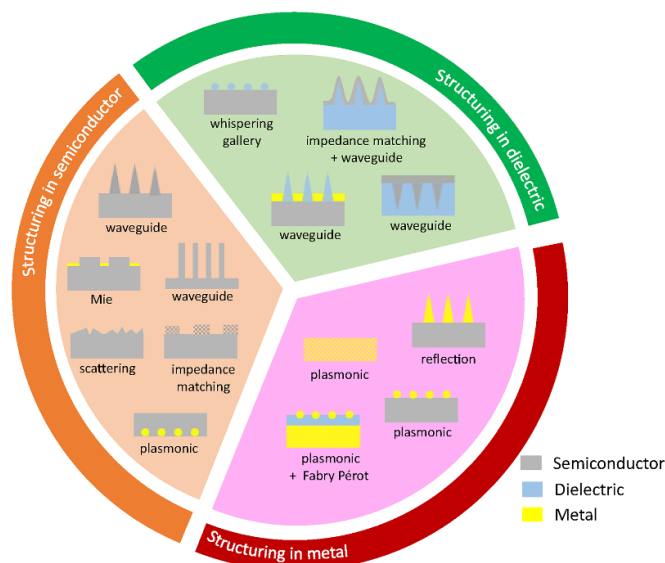 Structuring in semiconductor
Structuring in dielectric
Structuring in metal
whispering
gallery
impedance matching
+ waveguide
waveguide
waveguide
waveguide
Mie
waveguide
scattering
impedance
matching
plasmonic
reflection
plasmonic
plasmonic
plasmonic
+ Fabry Pérot
Semiconductor
Dielectric
Metal